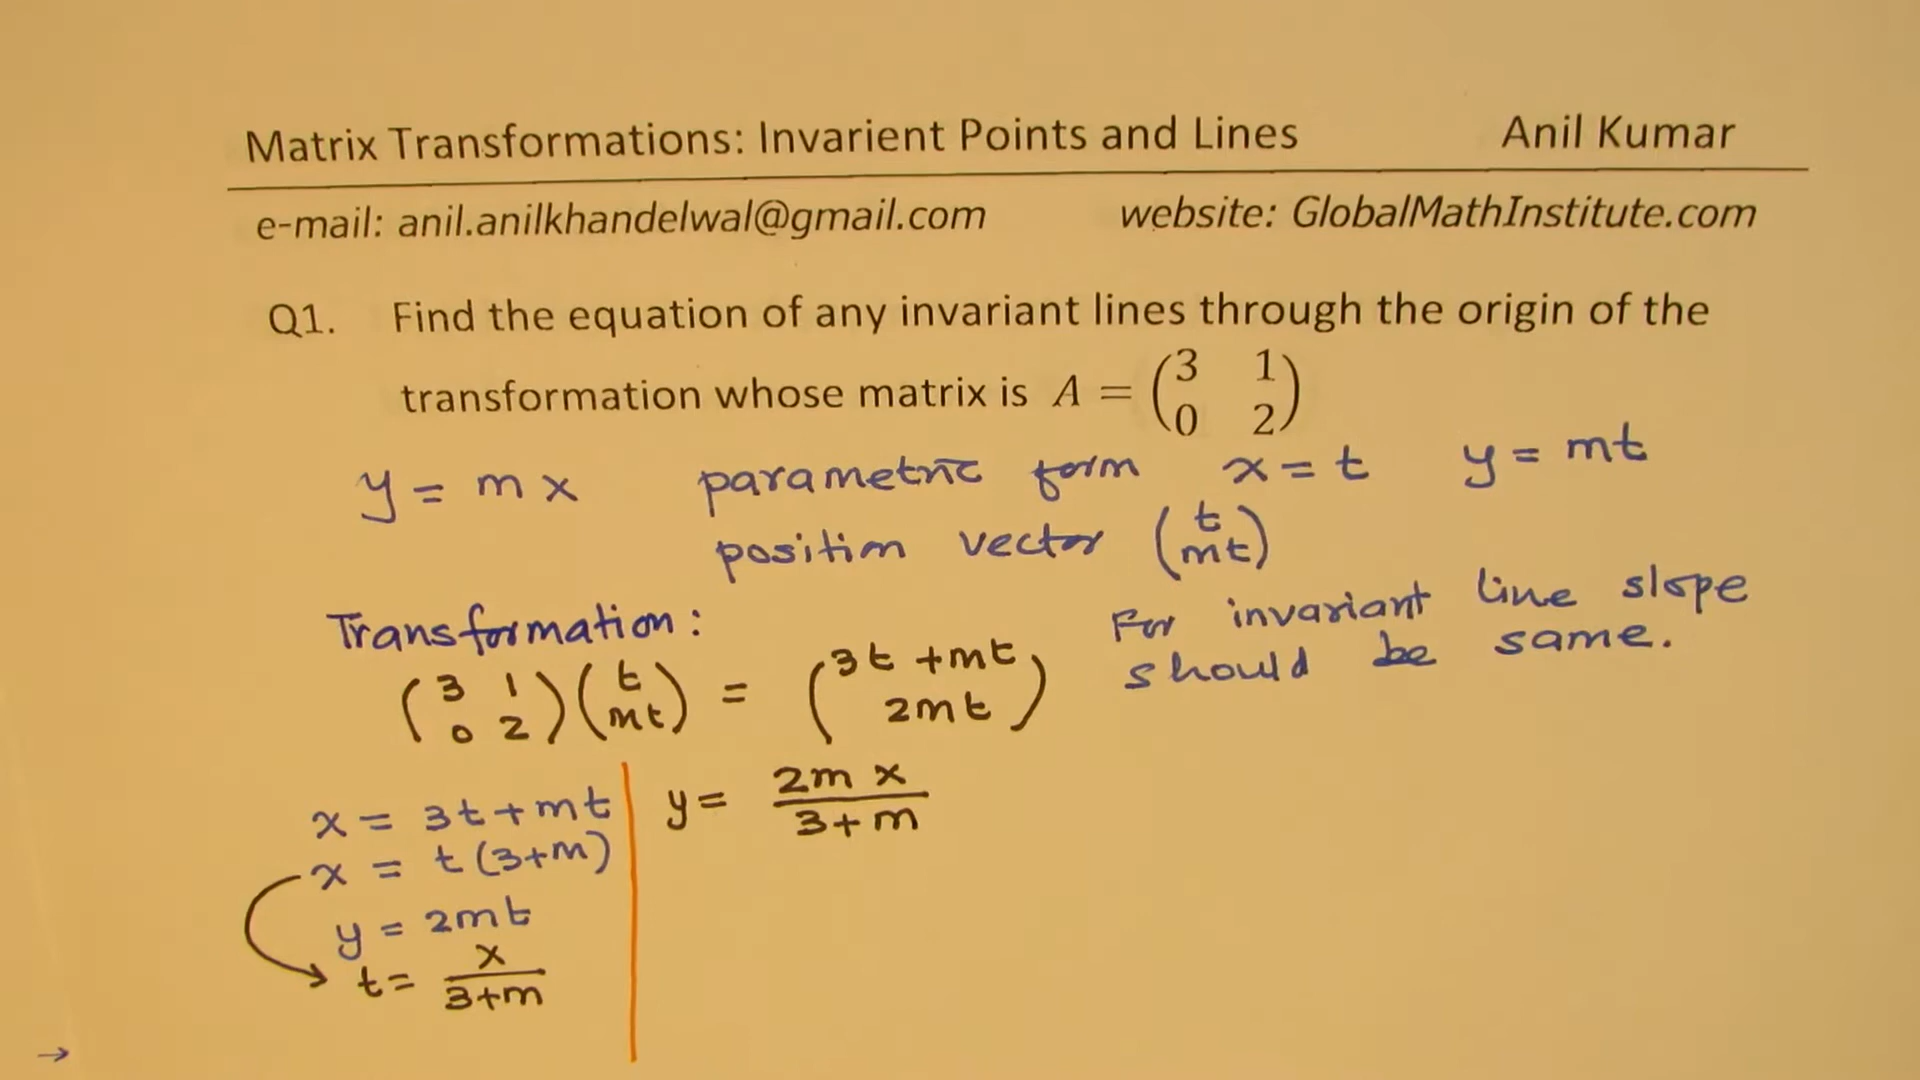 Matrix Transformations: Invarient Points and Lines Anil Kumar
e-mail: anil.anilkhandelwal@gmail.com website: GlobalMathInstitute.com
Q1. Find the equation of any invariant lines through the origin of the
transformation whose matrix is A = (3 1
0 2)
y = mx parametric form x = t y = mt
position vector (t
mt)
For invariant line slope
should be same.
Transformation:
(3 1
0 2)(t
mt) = (3t + mt
2mt)
x = 3t + mt
x = t(3+m)
y = 2mt
t = x
3+m
y = 2m x
3+m
→